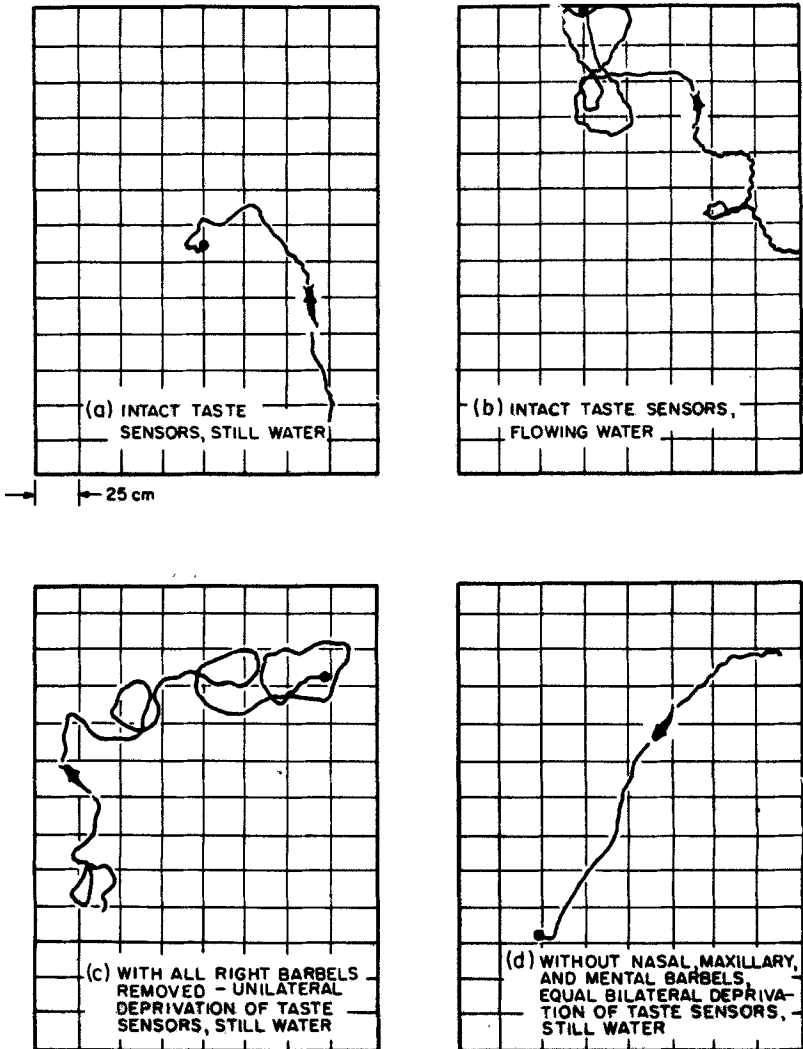 (a) INTACT TASTE
SENSORS, STILL WATER
(b) INTACT TASTE SENSORS,
FLOWING WATER
25 cm
(c) WITH ALL RIGHT BARBELS
REMOVED - UNILATERAL
DEPRIVATION OF TASTE
SENSORS, STILL WATER
(d) WITHOUT NASAL, MAXILLARY,
AND MENTAL BARBELS,
EQUAL BILATERAL DEPRIVA-
TION OF TASTE SENSORS,
STILL WATER